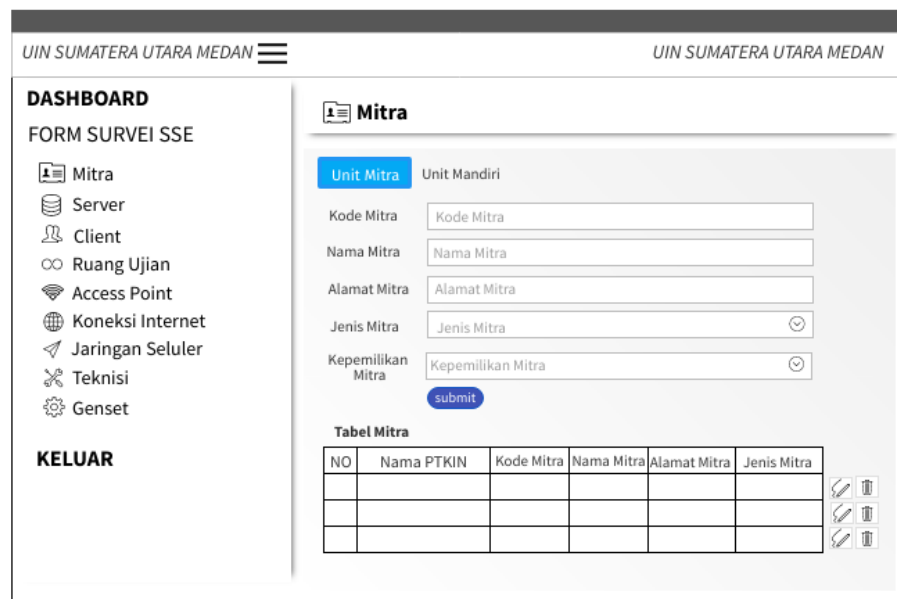 UIN SUMATERA UTARA MEDAN
UIN SUMATERA UTARA MEDAN
DASHBOARD
FORM SURVEI SSE
Mitra
Server
Client
Ruang Ujian
Access Point
Koneksi Internet
Jaringan Seluler
Teknisi
Genset
KELUAR
Mitra
Unit Mitra Unit Mandiri
Kode Mitra Kode Mitra
Nama Mitra Nama Mitra
Alamat Mitra Alamat Mitra
Jenis Mitra Jenis Mitra
Kepemilikan
Mitra
Kepemilikan Mitra
submit
Tabel Mitra
NO Nama PTKIN Kode Mitra Nama Mitra Alamat Mitra Jenis Mitra